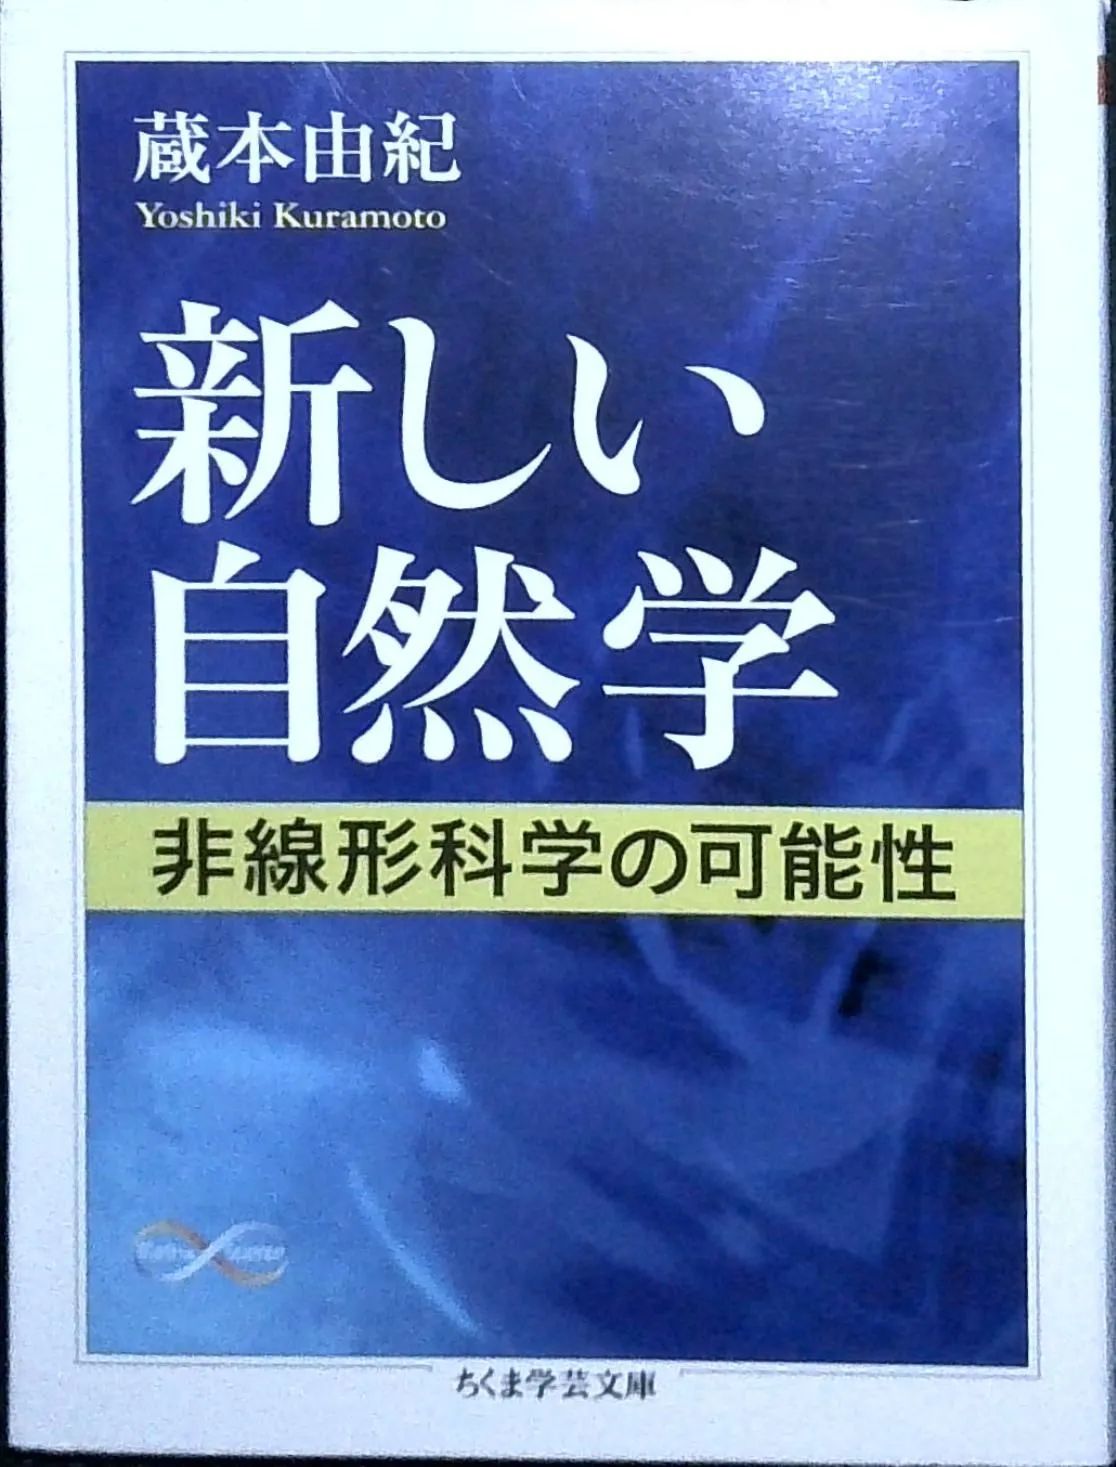 蔵本由紀
Yoshiki Kuramoto
新しい
自然学
非線形科学の可能性
ちくま学芸文庫